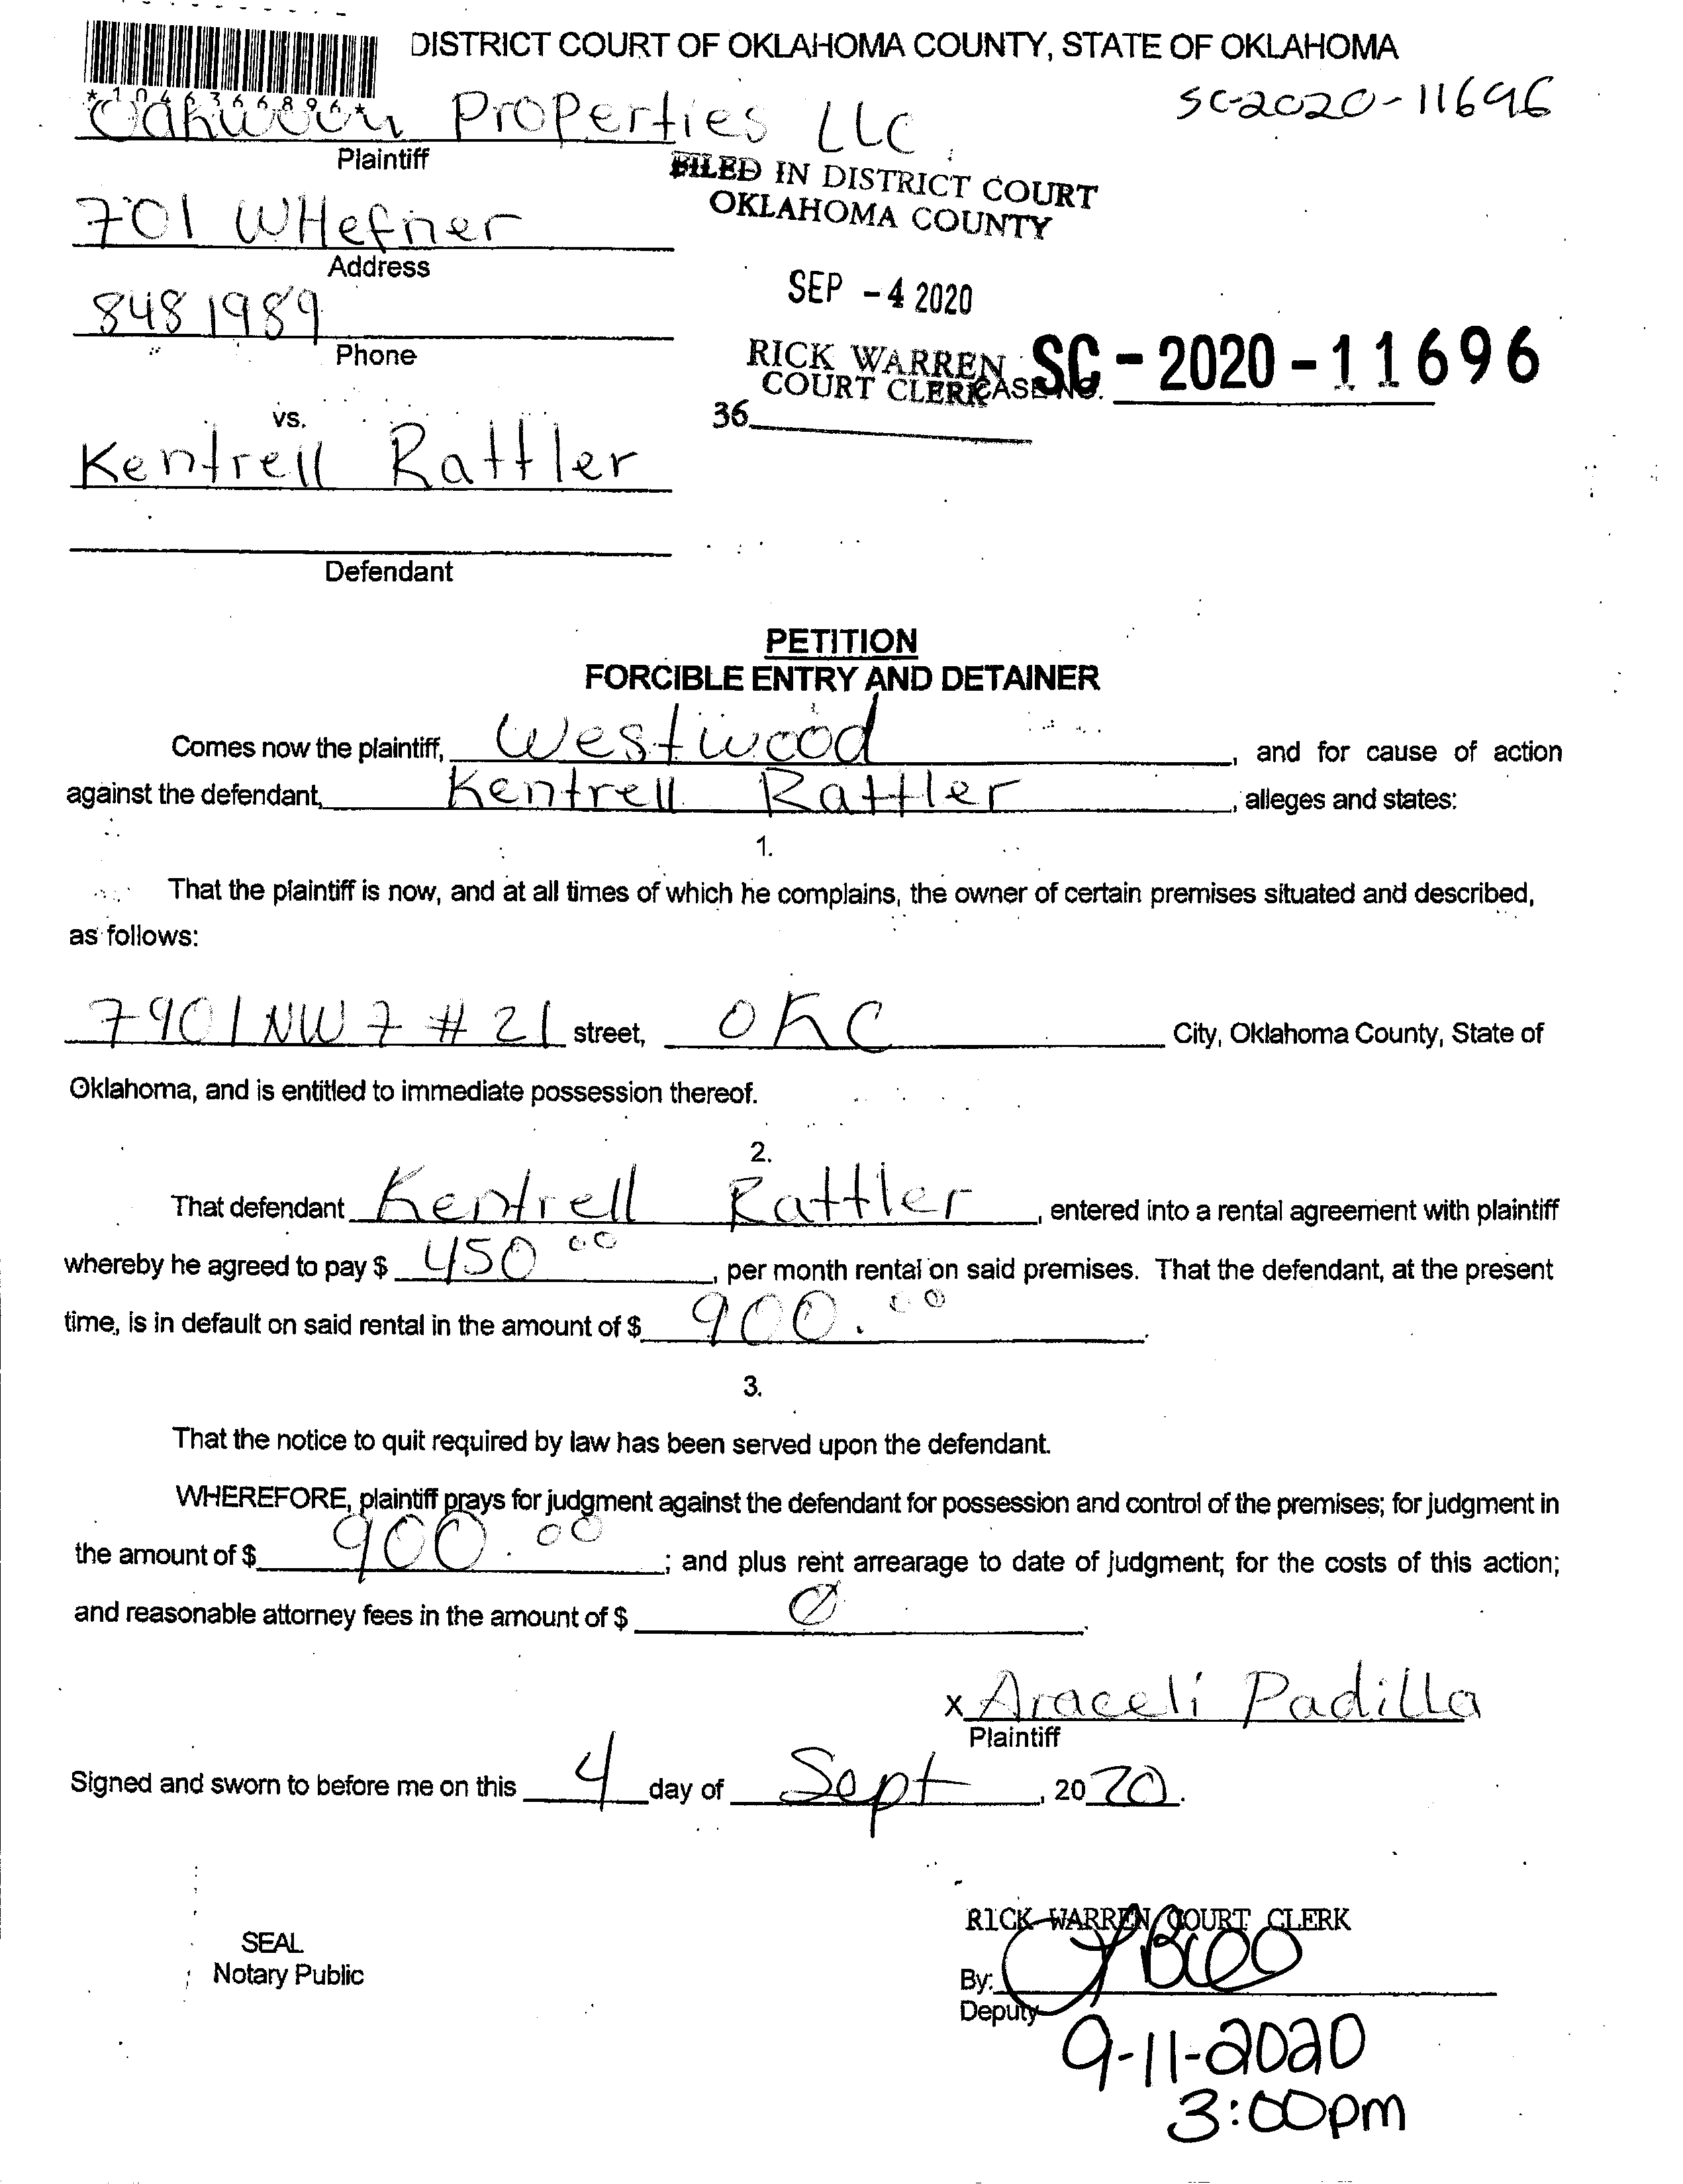 DISTRICT COURT OF OKLAHOMA COUNTY, STATE OF OKLAHOMA
SC-2020-11696
*1046366896*
Properties LLC
Plaintiff
FILED IN DISTRICT COURT
OKLAHOMA COUNTY
701 W Hefner
Address
SEP -4 2020
848 1989
Phone
RICK WARREN
COURT CLERK
CASE NO. SC-2020-11696
36
vs.
Kentrell Rattler
Defendant
PETITION
FORCIBLE ENTRY AND DETAINER
Comes now the plaintiff, Westwood, and for cause of action
against the defendant, Kentrell Rattler, alleges and states:
1.
That the plaintiff is now, and at all times of which he complains, the owner of certain premises situated and described,
as follows:
7901 NW 7 # 21 street, OKC City, Oklahoma County, State of
Oklahoma, and is entitled to immediate possession thereof.
2.
That defendant Kentrell Rattler, entered into a rental agreement with plaintiff
whereby he agreed to pay $ 450 00, per month rental on said premises. That the defendant, at the present
time, is in default on said rental in the amount of $ 900.00.
3.
That the notice to quit required by law has been served upon the defendant.
WHEREFORE, plaintiff prays for judgment against the defendant for possession and control of the premises; for judgment in
the amount of $ 900.00; and plus rent arrearage to date of judgment; for the costs of this action;
and reasonable attorney fees in the amount of $ 0.
x Araceli Padilla
Plaintiff
Signed and sworn to before me on this 4 day of Sept, 2020.
RICK WARREN COURT CLERK
SEAL
Notary Public
By:
Deputy
9-11-2020
3:00pm